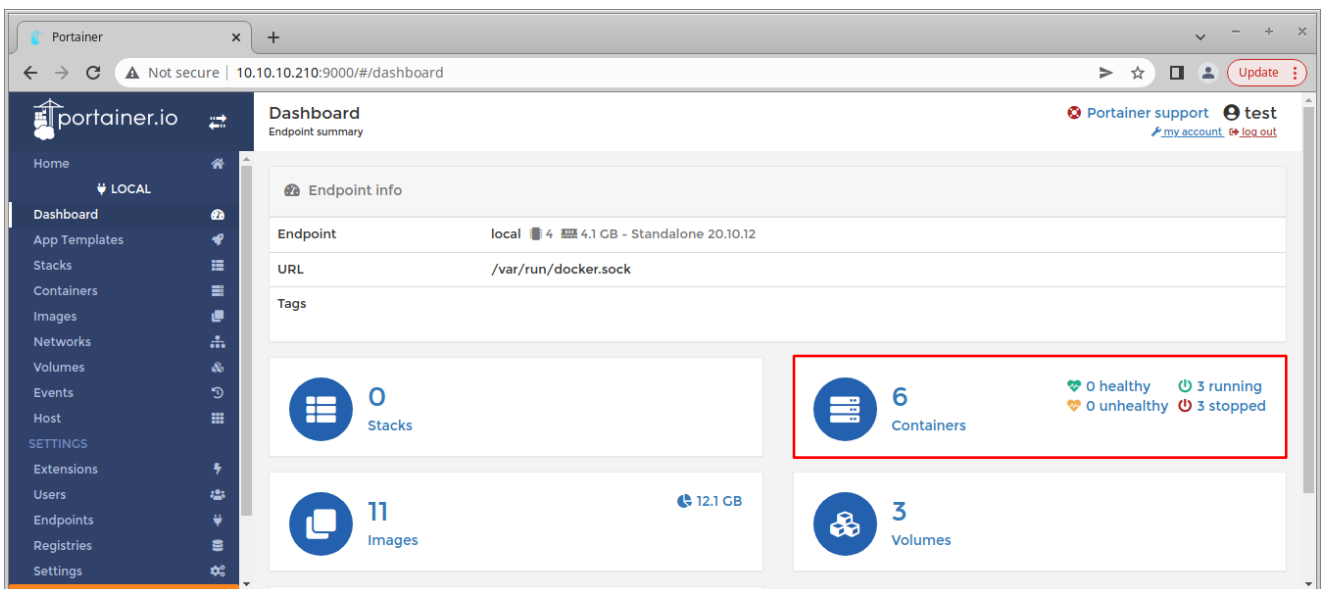 Portainer
Not secure | 10.10.10.210:9000/#/dashboard
Update
portainer.io
Home
LOCAL
Dashboard
App Templates
Stacks
Containers
Images
Networks
Volumes
Events
Host
SETTINGS
Extensions
Users
Endpoints
Registries
Settings
Dashboard
Endpoint summary
Portainer support test
my account log out
Endpoint info
Endpoint local 4 4.1 GB - Standalone 20.10.12
URL /var/run/docker.sock
Tags
0
Stacks
6
Containers
0 healthy 3 running
0 unhealthy 3 stopped
11
Images
12.1 GB
3
Volumes